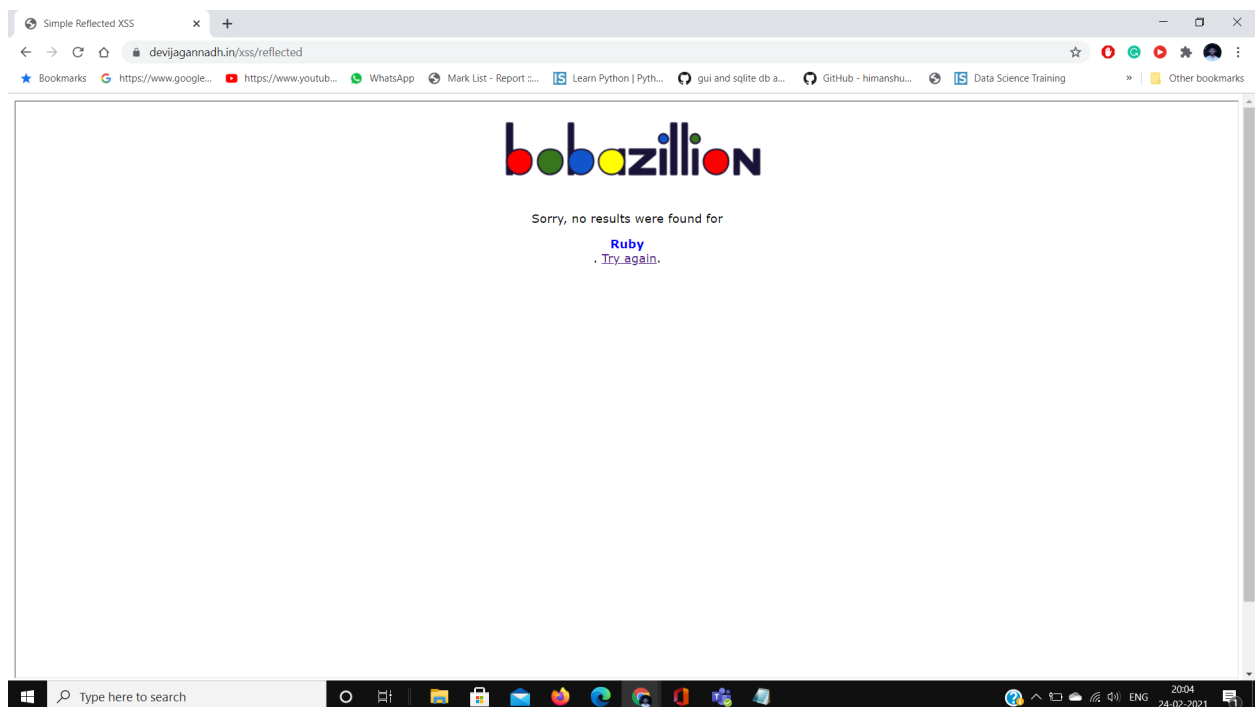 Simple Reflected XSS
devijagannadh.in/xss/reflected
Bookmarks https://www.google... https://www.youtub... WhatsApp Mark List - Report ::... Learn Python | Pyth... gui and sqlite db a... GitHub - himanshu... Data Science Training » Other bookmarks
bobazillion
Sorry, no results were found for
Ruby
. Try again.
Type here to search
ENG
20:04
24-02-2021